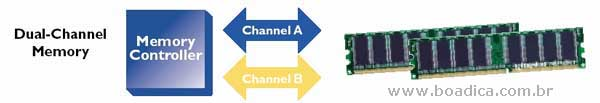 Dual-Channel
Memory
Memory
Controller
Channel A
Channel B
www.boadica.com.br